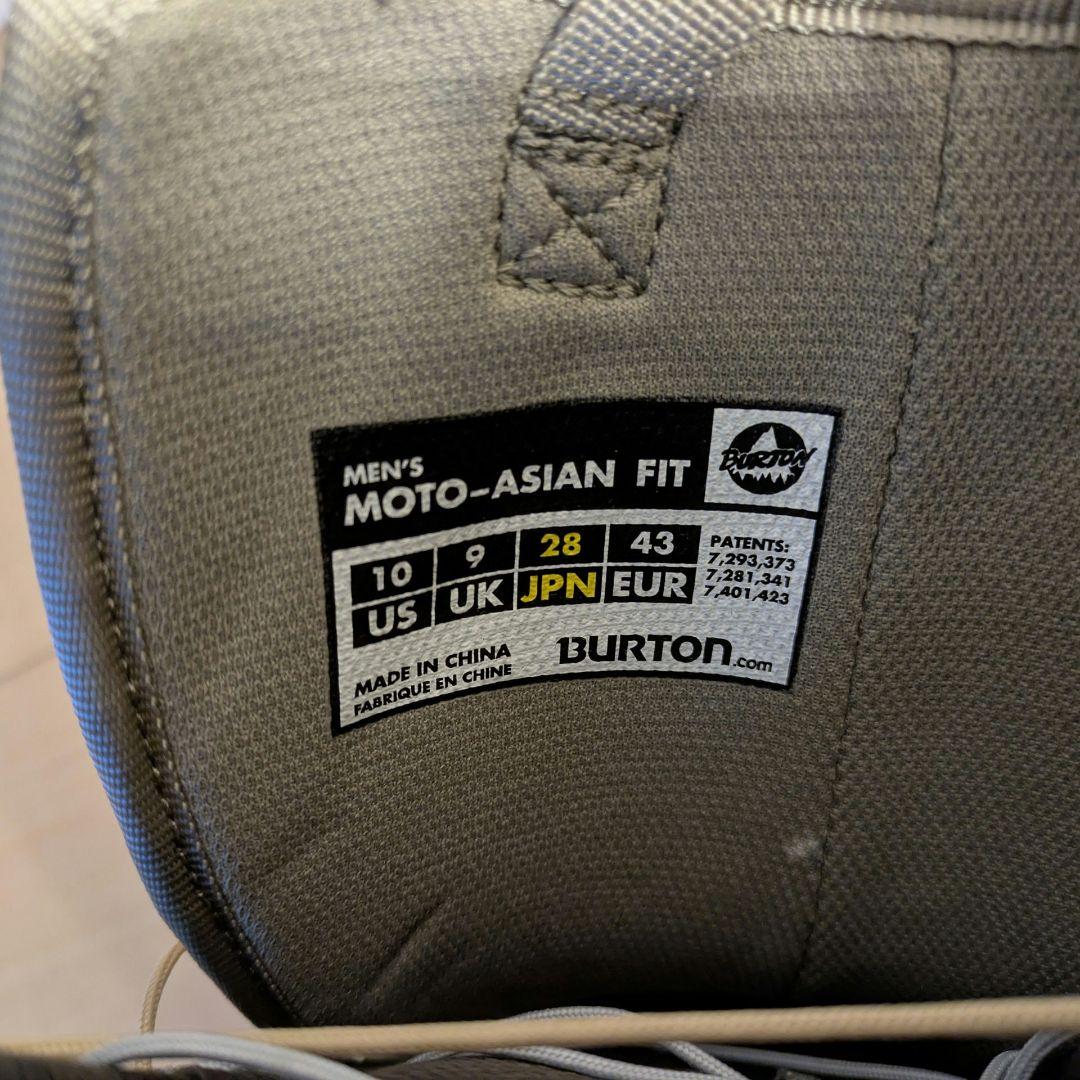 MEN'S
MOTO-ASIAN FIT
BURTON
10 9 28 43
US UK JPN EUR
PATENTS:
7,293,373
7,281,341
7,401,423
MADE IN CHINA
FABRIQUE EN CHINE
BURTON.com